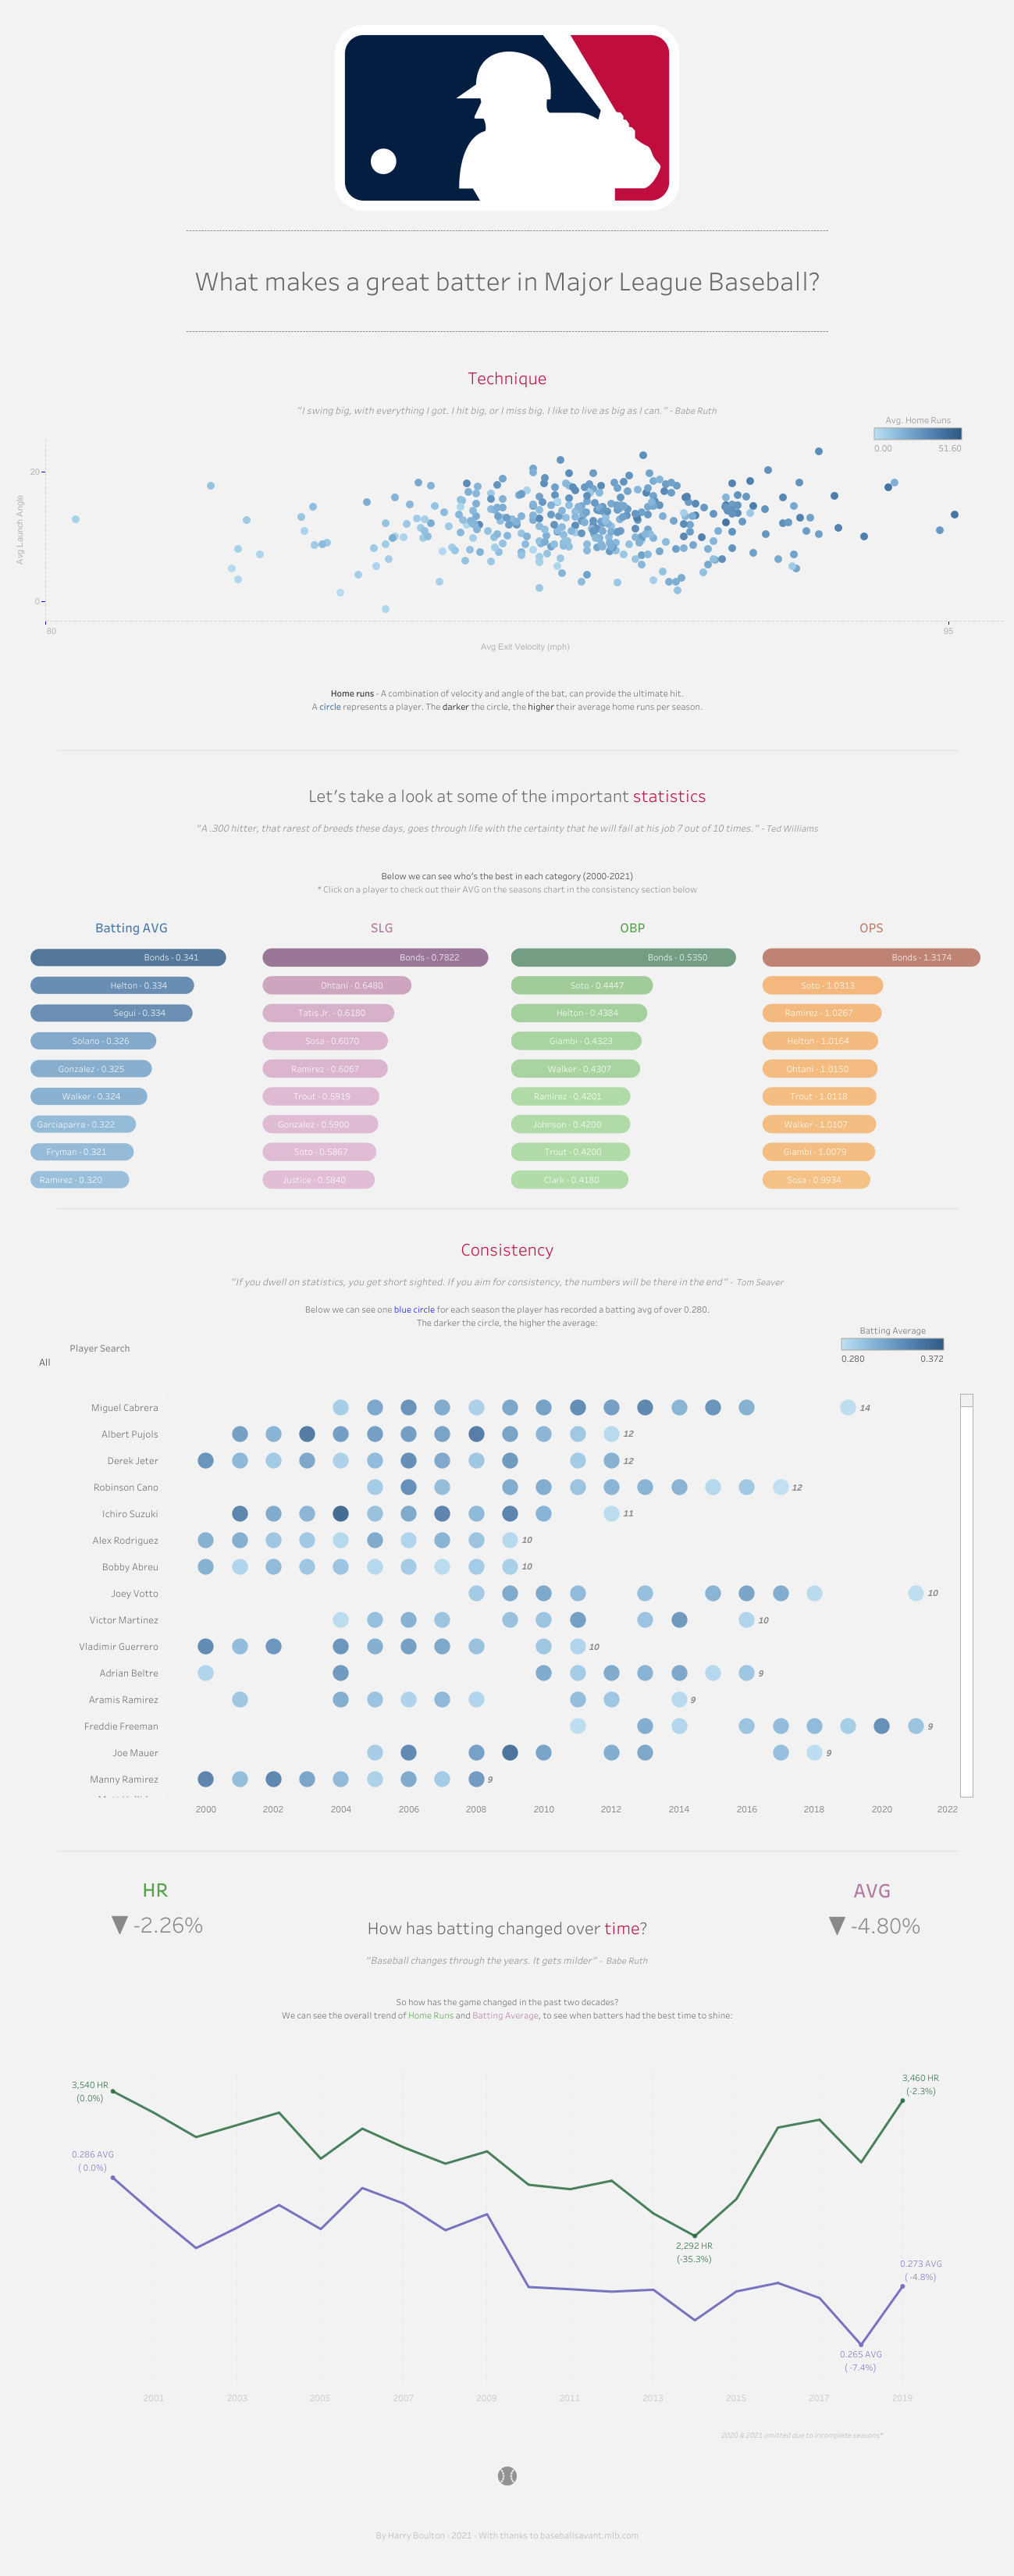 What makes a great batter in Major League Baseball?
Technique
"I swing big, with everything I got. I hit big, or I miss big. I like to live as big as I can." - Babe Ruth
Avg. Home Runs
0.00 51.60
20
0
Avg Launch Angle
80 95
Avg Exit Velocity (mph)
Home runs - A combination of velocity and angle of the bat, can provide the ultimate hit.
A circle represents a player. The darker the circle, the higher their average home runs per season.
Let's take a look at some of the important statistics
"A .300 hitter, that rarest of breeds these days, goes through life with the certainty that he will fail at his job 7 out of 10 times." - Ted Williams
Below we can see who's the best in each category (2000-2021)
* Click on a player to check out their AVG on the seasons chart in the consistency section below
Batting AVG SLG OBP OPS
Bonds - 0.341 Bonds - 0.7822 Bonds - 0.5350 Bonds - 1.3174
Helton - 0.334 Ohtani - 0.6480 Soto - 0.4447 Soto - 1.0313
Segui - 0.334 Tatis Jr. - 0.6180 Helton - 0.4384 Ramirez - 1.0267
Solano - 0.326 Sosa - 0.6070 Giambi - 0.4323 Helton - 1.0164
Gonzalez - 0.325 Ramirez - 0.6067 Walker - 0.4307 Ohtani - 1.0150
Walker - 0.324 Trout - 0.5919 Ramirez - 0.4201 Trout - 1.0118
Garciaparra - 0.322 Gonzalez - 0.5900 Johnson - 0.4200 Walker - 1.0107
Fryman - 0.321 Soto - 0.5867 Trout - 0.4200 Giambi - 1.0079
Ramirez - 0.320 Justice - 0.5840 Clark - 0.4180 Sosa - 0.9934
Consistency
"If you dwell on statistics, you get short sighted. If you aim for consistency, the numbers will be there in the end" - Tom Seaver
Below we can see one blue circle for each season the player has recorded a batting avg of over 0.280.
The darker the circle, the higher the average:
Batting Average
0.280 0.372
Player Search
All
Miguel Cabrera 14
Albert Pujols 12
Derek Jeter 12
Robinson Cano 12
Ichiro Suzuki 11
Alex Rodriguez 10
Bobby Abreu 10
Joey Votto 10
Victor Martinez 10
Vladimir Guerrero 10
Adrian Beltre 9
Aramis Ramirez 9
Freddie Freeman 9
Joe Mauer 9
Manny Ramirez 9
2000 2002 2004 2006 2008 2010 2012 2014 2016 2018 2020 2022
HR
▼ -2.26%
AVG
▼ -4.80%
How has batting changed over time?
"Baseball changes through the years. It gets milder" - Babe Ruth
So how has the game changed in the past two decades?
We can see the overall trend of Home Runs and Batting Average, to see when batters had the best time to shine:
3,540 HR
(0.0%)
3,460 HR
(-2.3%)
0.286 AVG
( 0.0%)
2,292 HR
(-35.3%)
0.273 AVG
( -4.8%)
0.265 AVG
( -7.4%)
2001 2003 2005 2007 2009 2011 2013 2015 2017 2019
2020 & 2021 omitted due to incomplete seasons*
By Harry Boulton - 2021 - With thanks to baseballsavant.mlb.com